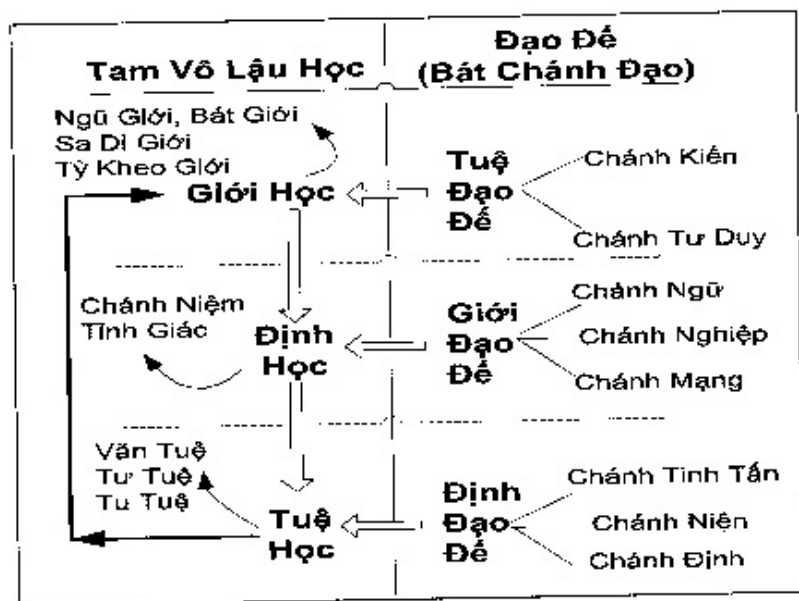 Tam Vô Lậu Học
Đạo Đế
(Bát Chánh Đạo)
Ngũ Giới, Bát Giới
Sa Di Giới
Tỳ Kheo Giới
Giới Học
Tuệ
Đạo
Đế
Chánh Kiến
Chánh Tư Duy
Chánh Niệm
Tĩnh Giác
Định
Học
Giới
Đạo
Đế
Chánh Ngữ
Chánh Nghiệp
Chánh Mạng
Văn Tuệ
Tư Tuệ
Tu Tuệ
Tuệ
Học
Định
Đạo
Đế
Chánh Tinh Tấn
Chánh Niện
Chánh Định